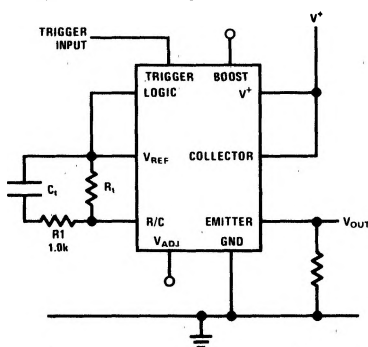 V+
TRIGGER
INPUT
TRIGGER
BOOST
LOGIC
V+
VREF
COLLECTOR
Ct
Rt
R1
1.0k
R/C
EMITTER
VOUT
VADJ
GND